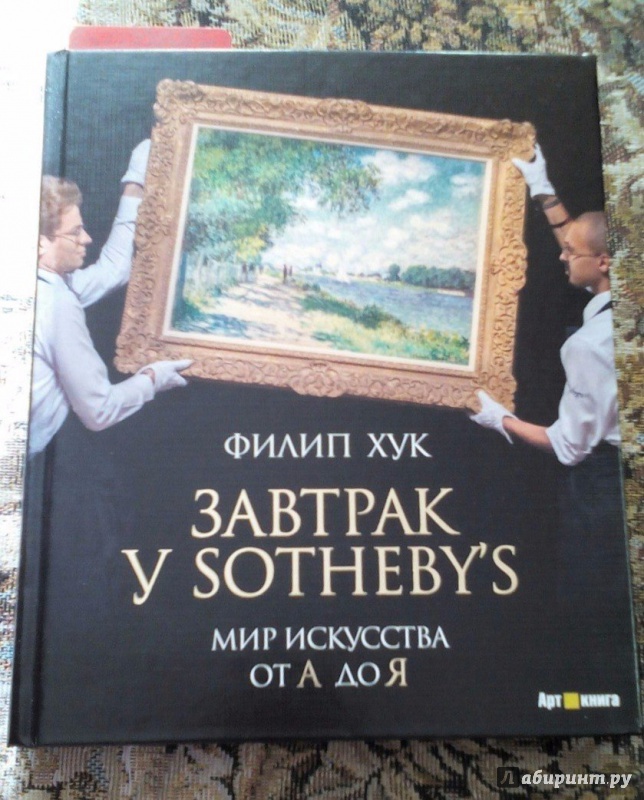 ФИЛИП ХУК
ЗАВТРАК
У SOTHEBY'S
МИР ИСКУССТВА
ОТ А ДО Я
Арт книга
Лабиринт.ру